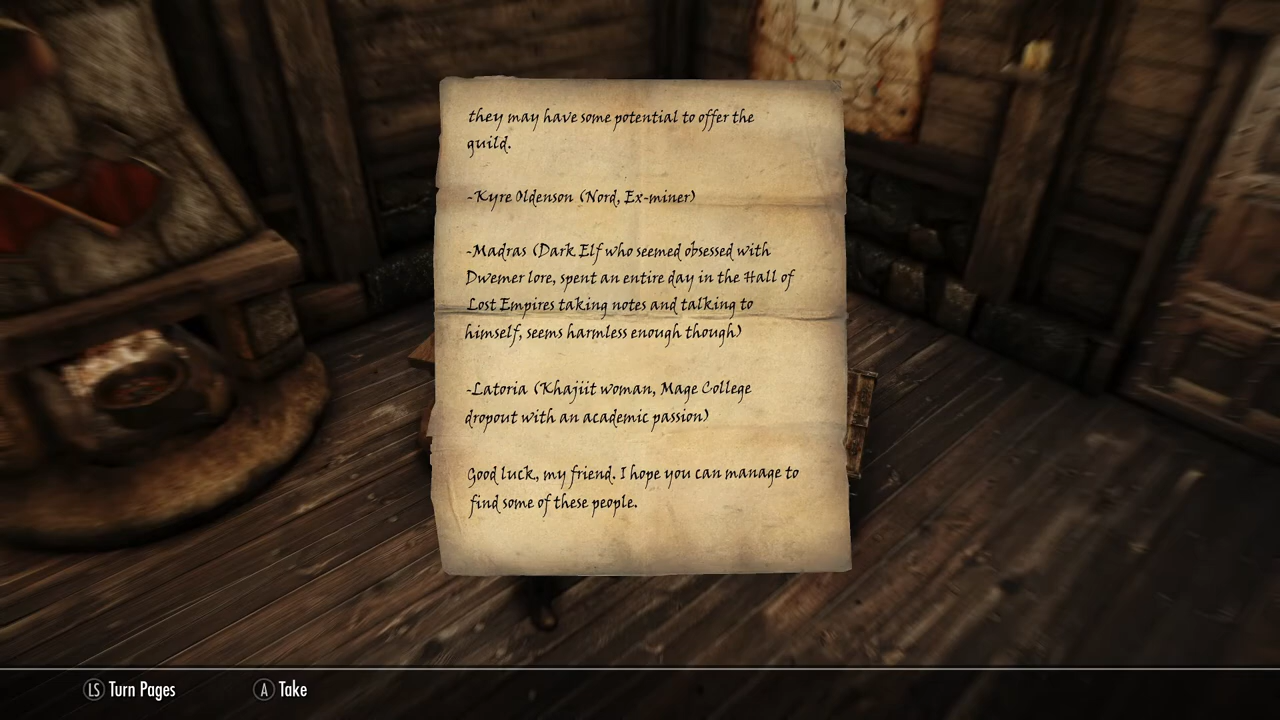 they may have some potential to offer the
guild.
-Kyre Oldenson (Nord, Ex-miner)
-Madras (Dark Elf who seemed obsessed with
Dwemer lore, spent an entire day in the Hall of
Lost Empires taking notes and talking to
himself, seems harmless enough though)
-Latoria (Khajiit woman, Mage College
dropout with an academic passion)
Good luck, my friend. I hope you can manage to
find some of these people.
LS Turn Pages
A Take